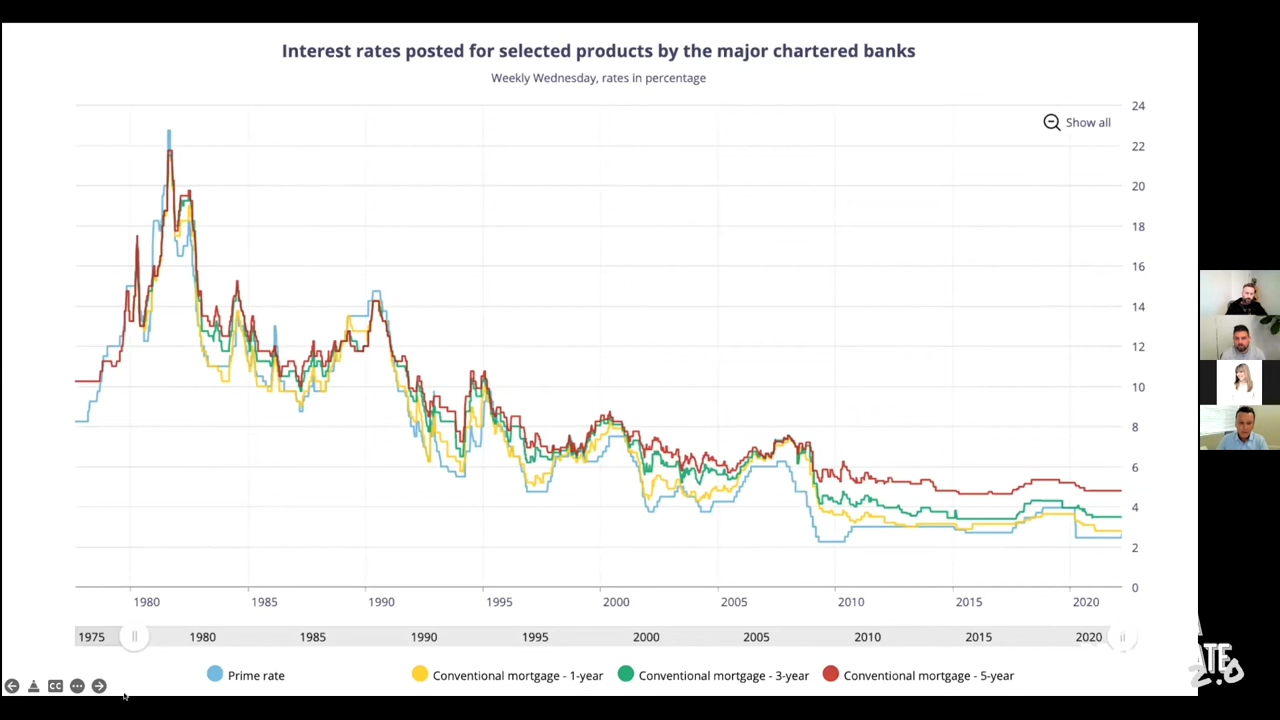 Interest rates posted for selected products by the major chartered banks
Weekly Wednesday, rates in percentage
Show all
24
22
20
18
16
14
12
10
8
6
4
2
0
1980 1985 1990 1995 2000 2005 2010 2015 2020
1975 1980 1985 1990 1995 2000 2005 2010 2015 2020
Prime rate Conventional mortgage - 1-year Conventional mortgage - 3-year Conventional mortgage - 5-year
CC
2.0